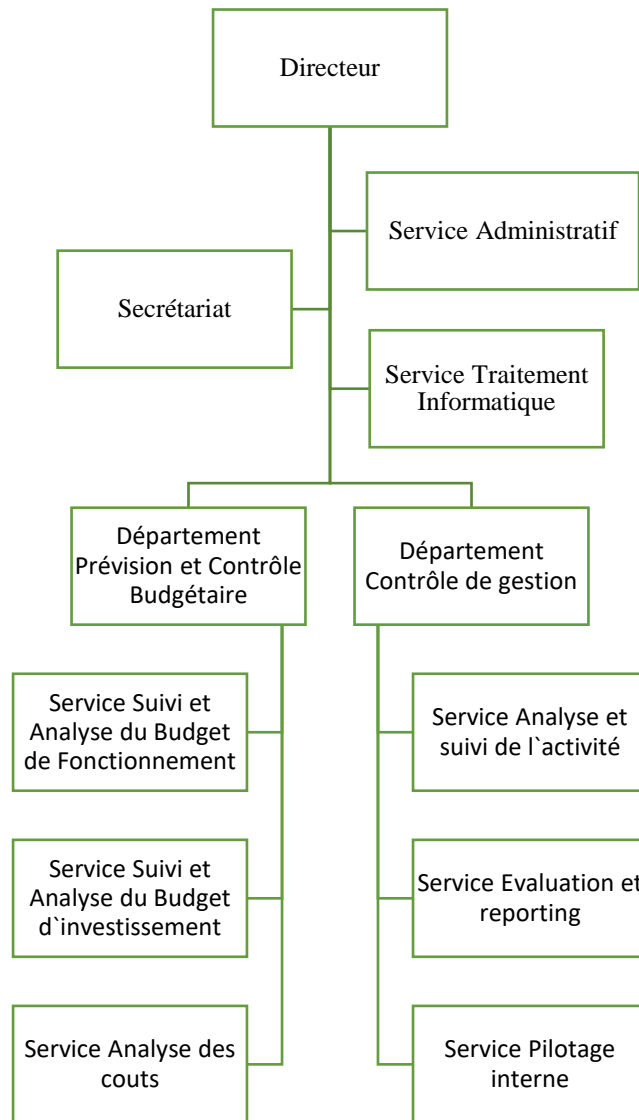 Directeur
Service Administratif
Secrétariat
Service Traitement
Informatique
Département
Prévision et Contrôle
Budgétaire
Département
Contrôle de gestion
Service Suivi et
Analyse du Budget
de Fonctionnement
Service Analyse et
suivi de l`activité
Service Suivi et
Analyse du Budget
d`investissement
Service Evaluation et
reporting
Service Analyse des
couts
Service Pilotage
interne